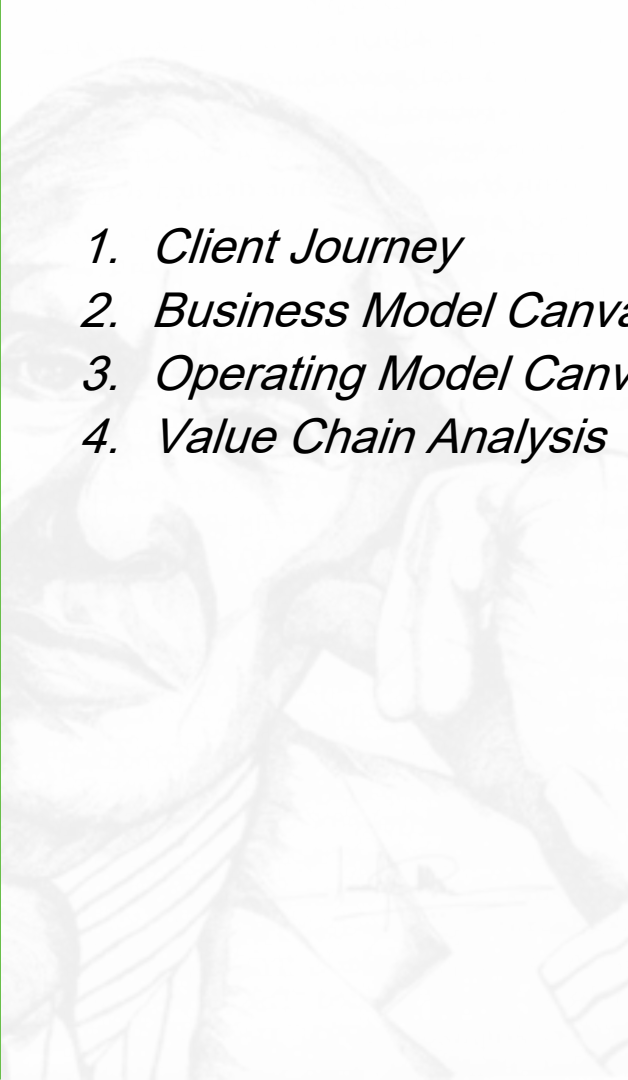 1. Client Journey
2. Business Model Canva
3. Operating Model Canv
4. Value Chain Analysis